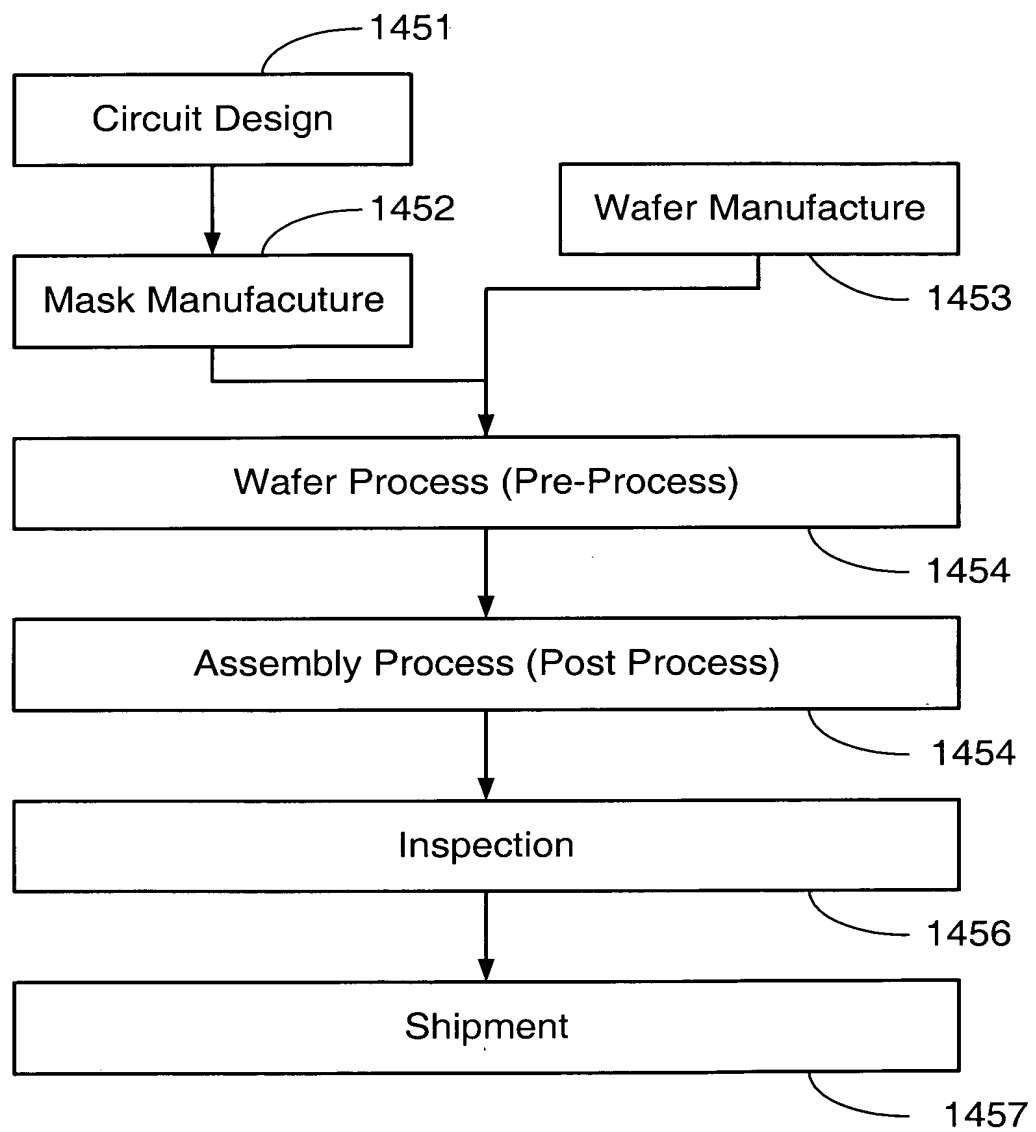 1451
Circuit Design
1452
Mask Manufacuture
Wafer Manufacture
1453
Wafer Process (Pre-Process)
1454
Assembly Process (Post Process)
1454
Inspection
1456
Shipment
1457